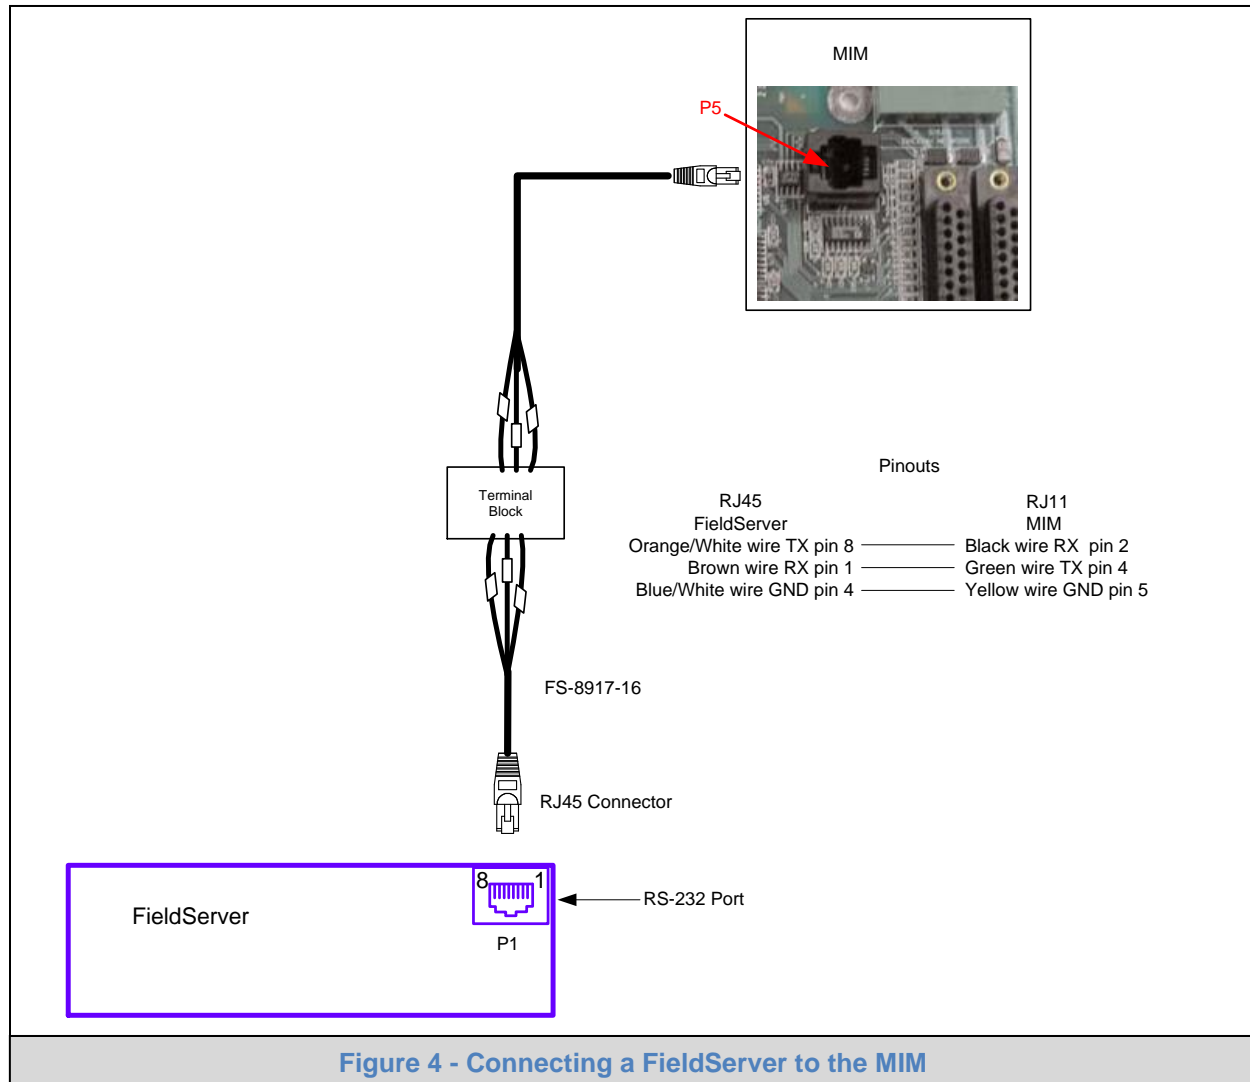 MIM
P5
Terminal
Block
Pinouts
RJ45
FieldServer
RJ11
MIM
Orange/White wire TX pin 8
Black wire RX pin 2
Brown wire RX pin 1
Green wire TX pin 4
Blue/White wire GND pin 4
Yellow wire GND pin 5
FS-8917-16
RJ45 Connector
8 1
RS-232 Port
FieldServer
P1
Figure 4 - Connecting a FieldServer to the MIM